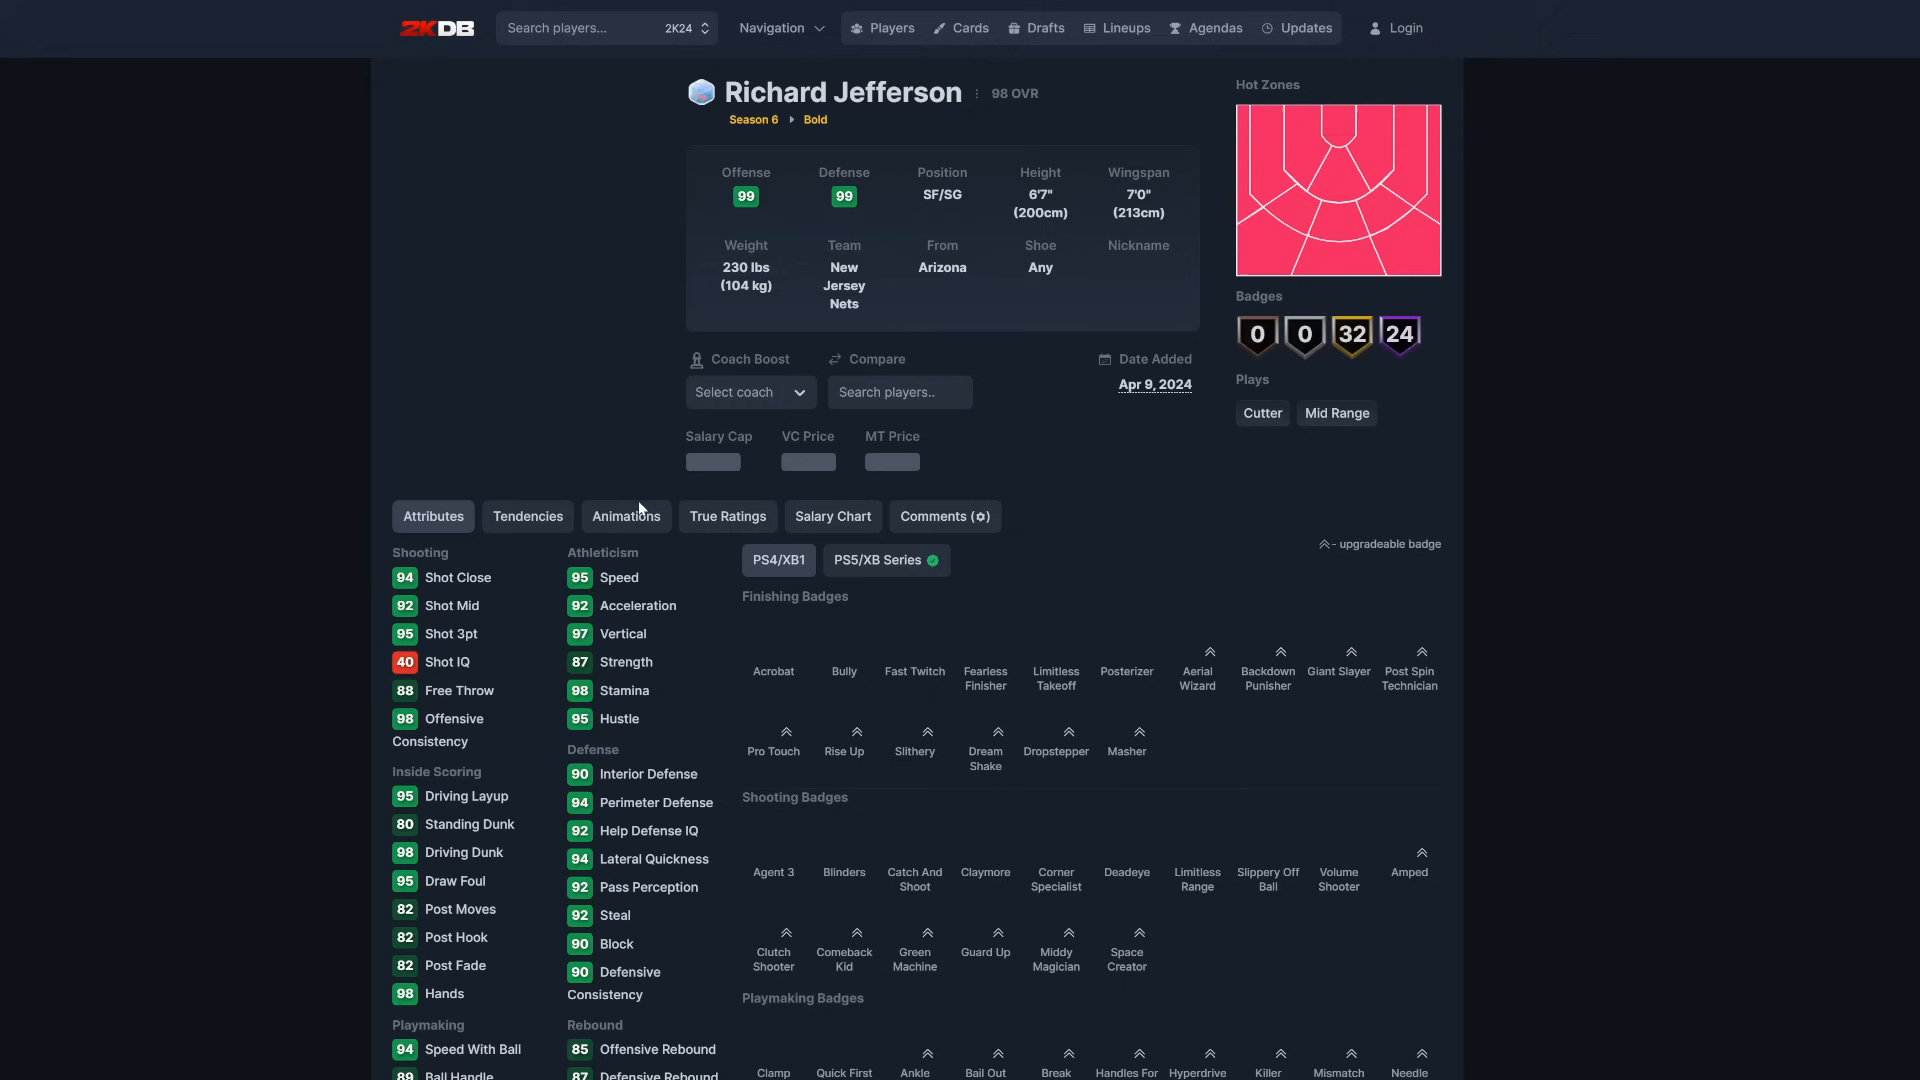 2KDB
Search players... 2K24
Navigation
Players
Cards
Drafts
Lineups
Agendas
Updates
Login
Richard Jefferson : 98 OVR
Season 6 Bold
Offense Defense Position Height Wingspan
99 99 SF/SG 6'7" 7'0"
(200cm) (213cm)
Weight Team From Shoe Nickname
230 lbs New Arizona Any
(104 kg) Jersey
Nets
Coach Boost Compare Date Added
Select coach Search players.. Apr 9, 2024
Salary Cap VC Price MT Price
Hot Zones
Badges
0 0 32 24
Plays
Cutter Mid Range
Attributes Tendencies Animations True Ratings Salary Chart Comments ( )
Shooting
94 Shot Close
92 Shot Mid
95 Shot 3pt
40 Shot IQ
88 Free Throw
98 Offensive
Consistency
Inside Scoring
95 Driving Layup
80 Standing Dunk
98 Driving Dunk
95 Draw Foul
82 Post Moves
82 Post Hook
82 Post Fade
98 Hands
Playmaking
94 Speed With Ball
89 Ball Handle
Athleticism
95 Speed
92 Acceleration
97 Vertical
87 Strength
98 Stamina
95 Hustle
Defense
90 Interior Defense
94 Perimeter Defense
92 Help Defense IQ
94 Lateral Quickness
92 Pass Perception
92 Steal
90 Block
90 Defensive
Consistency
Rebound
85 Offensive Rebound
87 Defensive Rebound
PS4/XB1 PS5/XB Series
- upgradeable badge
Finishing Badges
Acrobat Bully Fast Twitch Fearless Limitless Posterizer Aerial Backdown Giant Slayer Post Spin
Finisher Takeoff Wizard Punisher Technician
Pro Touch Rise Up Slithery Dream Dropstepper Masher
Shake
Shooting Badges
Agent 3 Blinders Catch And Claymore Corner Deadeye Limitless Slippery Off Volume Amped
Shoot Specialist Range Ball Shooter
Clutch Comeback Green Guard Up Middy Space
Shooter Kid Machine Magician Creator
Playmaking Badges
Clamp Quick First Ankle Bail Out Break Handles For Hyperdrive Killer Mismatch Needle